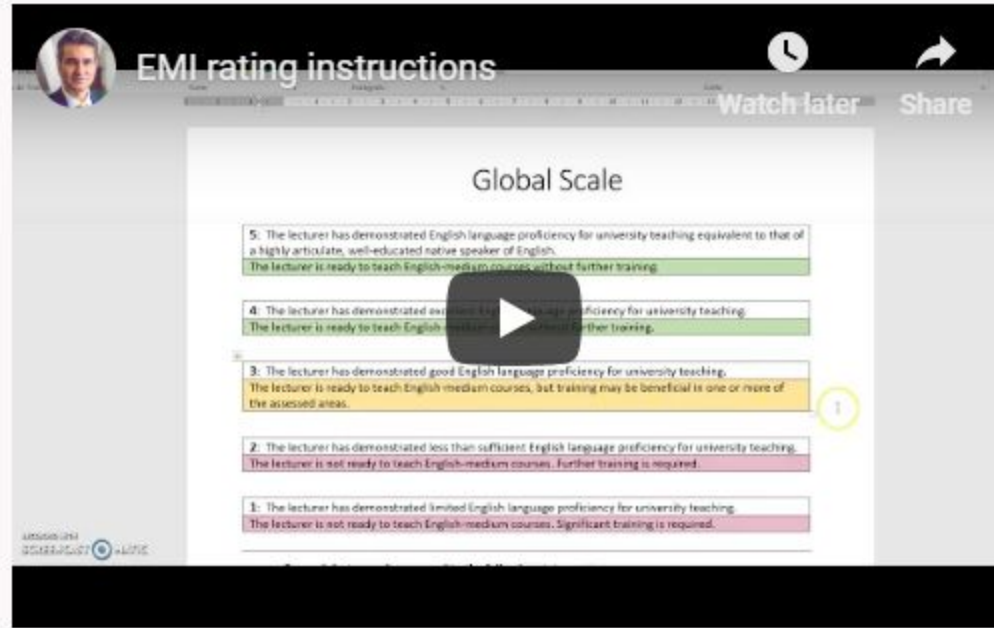 EMI rating instructions
Watch later
Share
Global Scale
5: The lecturer has demonstrated English language proficiency for university teaching equivalent to that of
a highly articulate, well-educated native speaker of English.
The lecturer is ready to teach English-medium courses without further training.
4: The lecturer has demonstrated proficiency for university teaching.
The lecturer is ready to teach English further training.
3: The lecturer has demonstrated good English language proficiency for university teaching.
The lecturer is ready to teach English-medium courses, but training may be beneficial in one or more of
the assessed areas.
2: The lecturer has demonstrated less than sufficient English language proficiency for university teaching.
The lecturer is not ready to teach English-medium courses. Further training is required.
1: The lecturer has demonstrated limited English language proficiency for university teaching.
The lecturer is not ready to teach English-medium courses. Significant training is required.